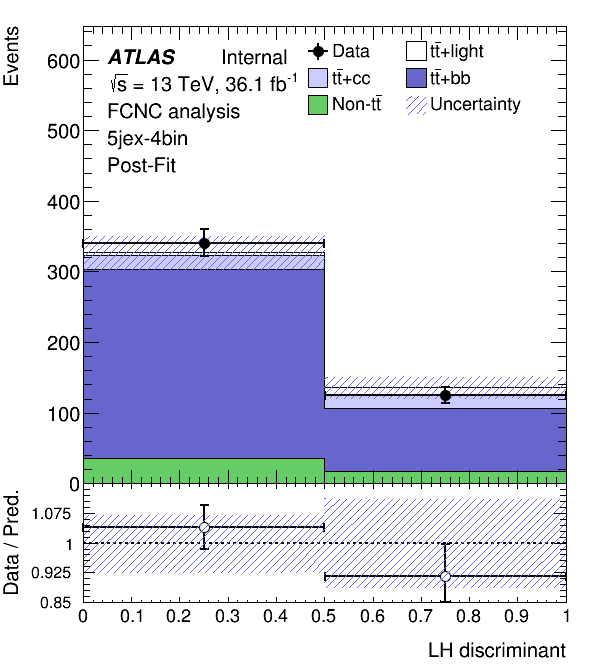 Events
600
500
400
300
200
100
0
ATLAS Internal
√s = 13 TeV, 36.1 fb⁻¹
FCNC analysis
5jex-4bin
Post-Fit
Data
tt̄+light
tt̄+cc
tt̄+bb
Non-tt̄
Uncertainty
Data / Pred.
1.075
1
0.925
0.85
0 0.1 0.2 0.3 0.4 0.5 0.6 0.7 0.8 0.9 1
LH discriminant